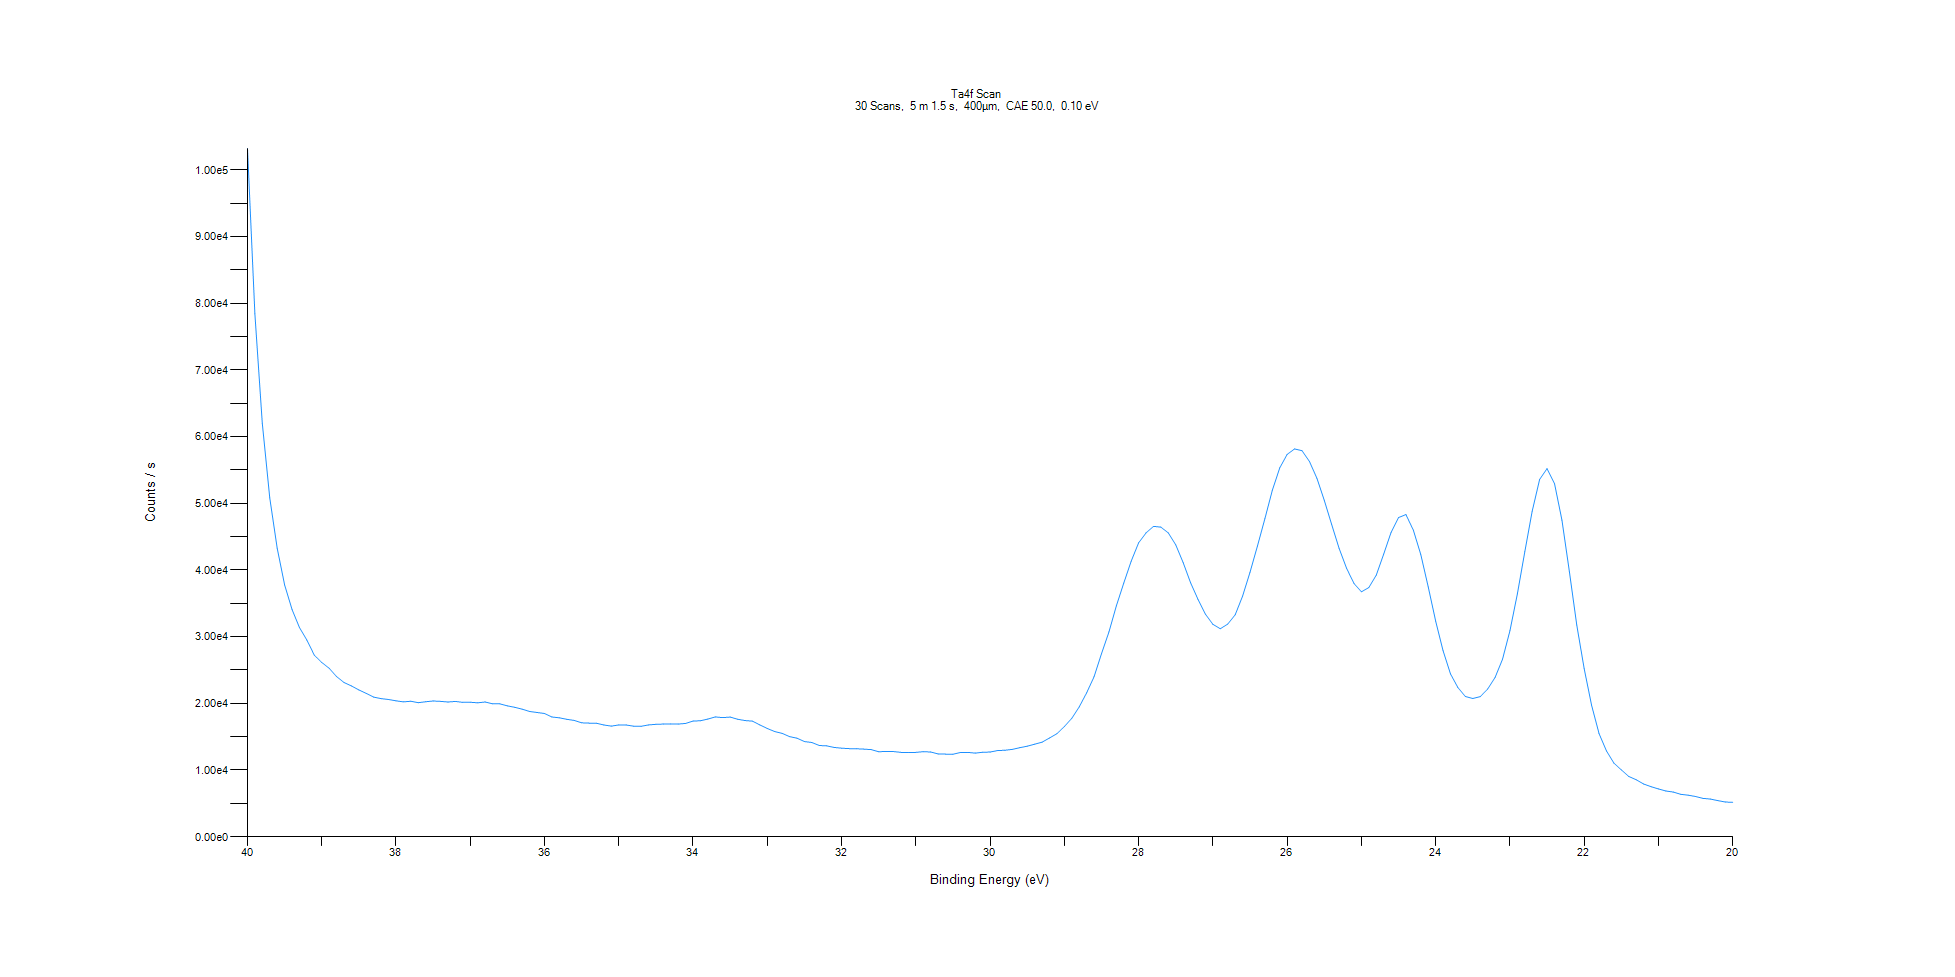 Ta4f Scan
30 Scans,  5 m 1.5 s,  400µm,  CAE 50.0,  0.10 eV
1.00e5
9.00e4
8.00e4
7.00e4
6.00e4
5.00e4
4.00e4
3.00e4
2.00e4
1.00e4
0.00e0
Counts / s
40 38 36 34 32 30 28 26 24 22 20
Binding Energy (eV)